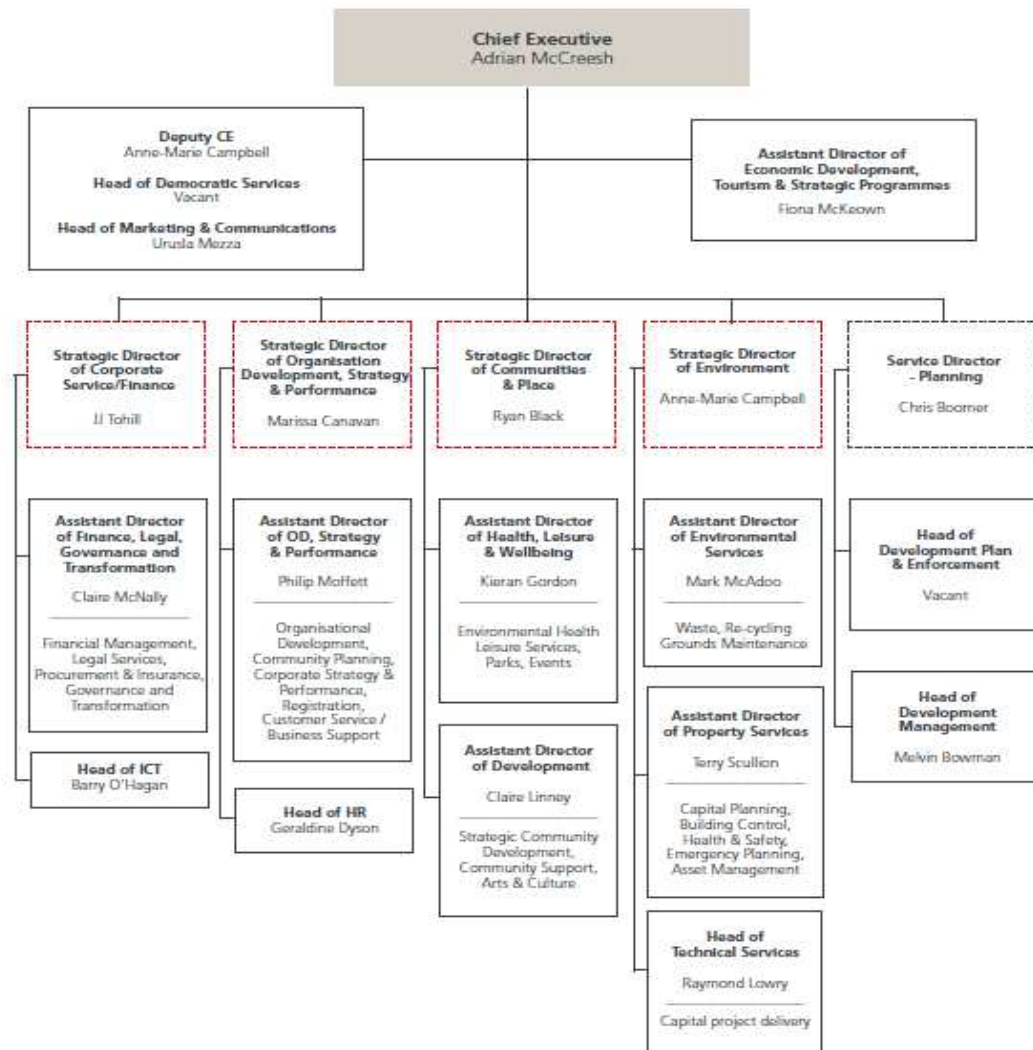 Chief Executive
Adrian McCreesh
Deputy CE
Anne-Marie Campbell
Head of Democratic Services
Vacant
Head of Marketing & Communications
Urusla Mezza
Assistant Director of
Economic Development,
Tourism & Strategic Programmes
Fiona McKeown
Strategic Director
of Corporate
Service/Finance
JJ Tohill
Strategic Director
of Organisation
Development, Strategy
& Performance
Marissa Canavan
Strategic Director
of Communities
& Place
Ryan Black
Strategic Director
of Environment
Anne-Marie Campbell
Service Director
- Planning
Chris Boomer
Assistant Director
of Finance, Legal,
Governance and
Transformation
Claire McNally
Financial Management,
Legal Services,
Procurement & Insurance,
Governance and
Transformation
Head of ICT
Barry O'Hagan
Assistant Director
of OD, Strategy
& Performance
Philip Moffett
Organisational
Development,
Community Planning,
Corporate Strategy &
Performance,
Registration,
Customer Service /
Business Support
Head of HR
Geraldine Dyson
Assistant Director
of Health, Leisure
& Wellbeing
Kieran Gordon
Environmental Health
Leisure Services,
Parks, Events
Assistant Director
of Development
Claire Linney
Strategic Community
Development,
Community Support,
Arts & Culture
Assistant Director
of Environmental
Services
Mark McAdoo
Waste, Re-cycling
Grounds Maintenance
Assistant Director
of Property Services
Terry Scullion
Capital Planning,
Building Control,
Health & Safety,
Emergency Planning,
Asset Management
Head of
Technical Services
Raymond Lowry
Capital project delivery
Head of
Development Plan
& Enforcement
Vacant
Head of
Development
Management
Melvin Bowman